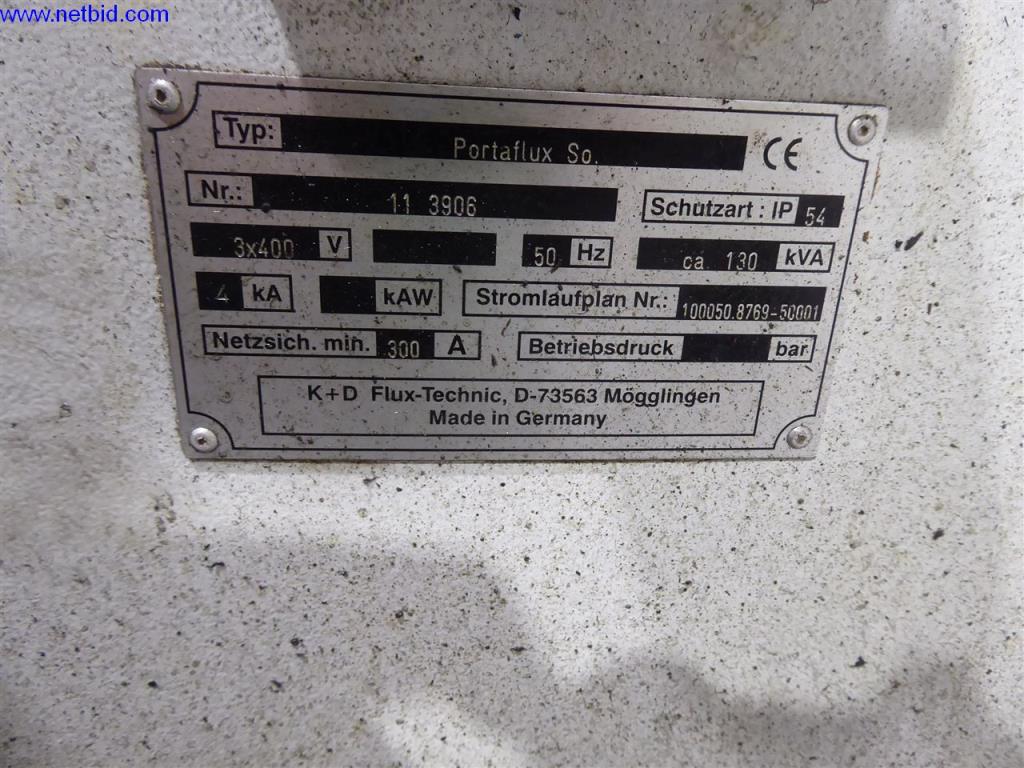 www.netbid.com
Typ: Portaflux So. CE
Nr.: 11 3906 Schutzart : IP 54
3x400 V 50 Hz ca. 130 kVA
4 kA kAW Stromlaufplan Nr.: 100050.8769-50001
Netzsich. min. 300 A Betriebsdruck bar
K+D Flux-Technic, D-73563 Mögglingen
Made in Germany